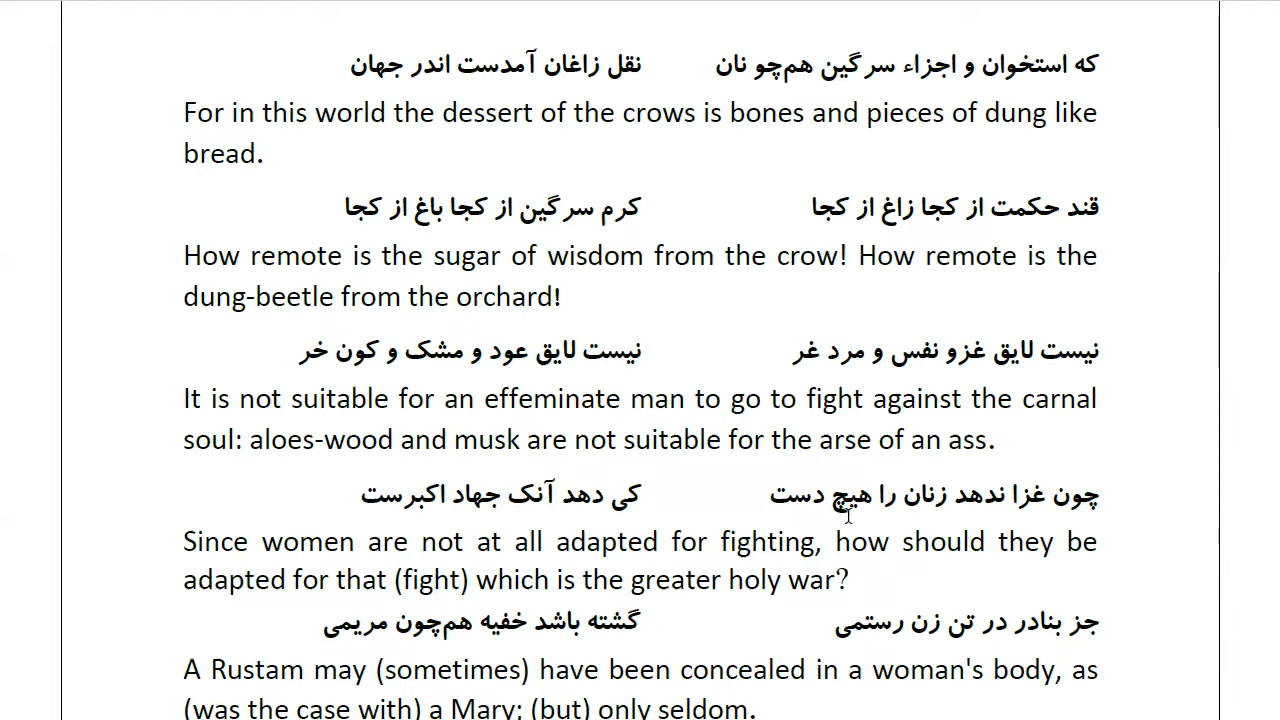 که استخوان و اجزاء سرگین هم‌چو نان نقل زاغان آمدست اندر جهان
For in this world the dessert of the crows is bones and pieces of dung like
bread.
قند حکمت از کجا زاغ از کجا کرم سرگین از کجا باغ از کجا
How remote is the sugar of wisdom from the crow! How remote is the
dung-beetle from the orchard!
نیست لایق غزو نفس و مرد غر نیست لایق عود و مشک و کون خر
It is not suitable for an effeminate man to go to fight against the carnal
soul: aloes-wood and musk are not suitable for the arse of an ass.
چون غزا ندهد زنان را هیچ دست کی دهد آنک جهاد اکبرست
Since women are not at all adapted for fighting, how should they be
adapted for that (fight) which is the greater holy war?
جز بنادر در تن زن رستمی گشته باشد خفیه هم‌چون مریمی
A Rustam may (sometimes) have been concealed in a woman's body, as
(was the case with) a Mary; (but) only seldom.